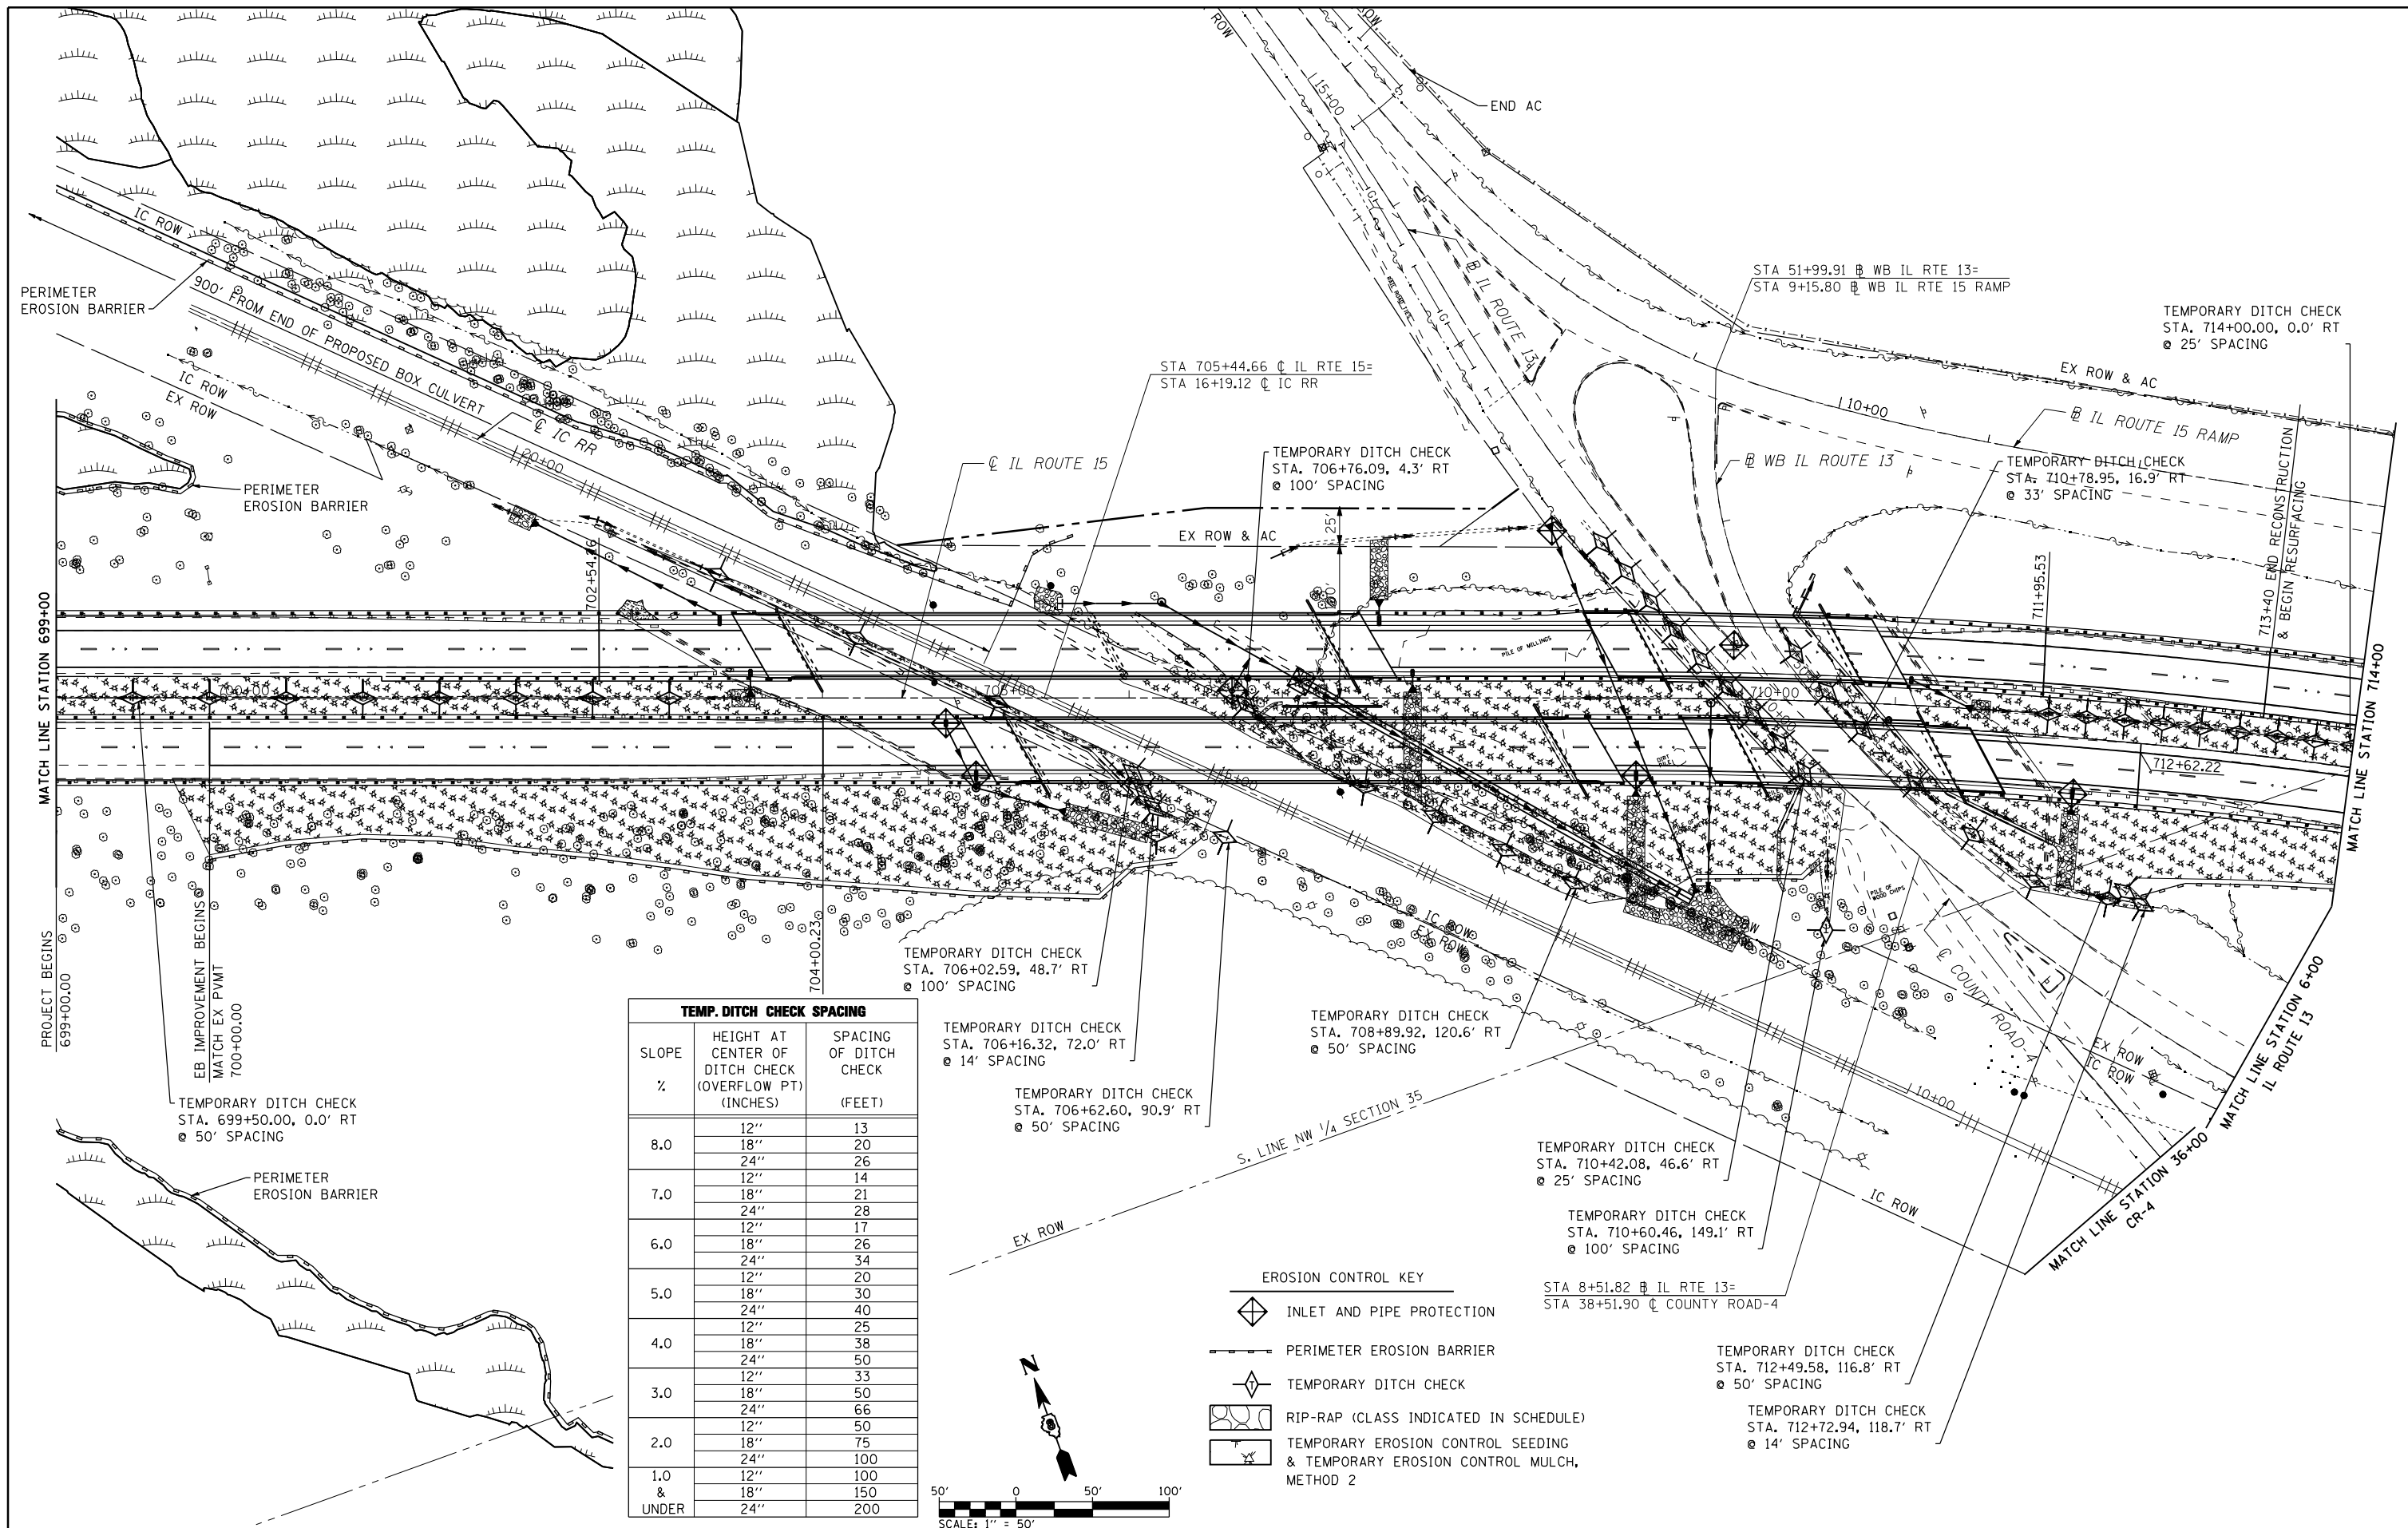 ROW
ROW
15+00
END AC
IC ROW
PERIMETER
EROSION BARRIER
900' FROM END OF PROPOSED BOX CULVERT
IC ROW
EX ROW
℄ IC RR
20+00
PERIMETER
EROSION BARRIER
℄ IL ROUTE 15
STA 705+44.66 ℄ IL RTE 15=
STA 16+19.12 ℄ IC RR
TEMPORARY DITCH CHECK
STA. 706+76.09, 4.3' RT
@ 100' SPACING
EX ROW & AC
25'
B IL ROUTE 13
STA 51+99.91 B WB IL RTE 13=
STA 9+15.80 B WB IL RTE 15 RAMP
TEMPORARY DITCH CHECK
STA. 714+00.00, 0.0' RT
@ 25' SPACING
EX ROW & AC
10+00
B IL ROUTE 15 RAMP
B WB IL ROUTE 13
TEMPORARY DITCH CHECK
STA. 710+78.95, 16.9' RT
@ 33' SPACING
713+40 END RECONSTRUCTION
& BEGIN RESURFACING
711+95.53
702+54.26
MATCH LINE STATION 699+00
700+00
705+00
710+00
PILE OF MILLINGS
15+00
712+62.22
MATCH LINE STATION 714+00
PROJECT BEGINS
699+00.00
EB IMPROVEMENT BEGINS
MATCH EX PVMT
700+00.00
704+00.23
TEMPORARY DITCH CHECK
STA. 699+50.00, 0.0' RT
@ 50' SPACING
TEMPORARY DITCH CHECK
STA. 706+02.59, 48.7' RT
@ 100' SPACING
TEMPORARY DITCH CHECK
STA. 706+16.32, 72.0' RT
@ 14' SPACING
TEMPORARY DITCH CHECK
STA. 706+62.60, 90.9' RT
@ 50' SPACING
TEMPORARY DITCH CHECK
STA. 708+89.92, 120.6' RT
@ 50' SPACING
IC ROW
EX ROW
PILE OF
WOOD CHIPS
℄ COUNTY ROAD-4
EX ROW
IC ROW
10+00
IC ROW
MATCH LINE STATION 6+00
IL ROUTE 13
MATCH LINE STATION 36+00
CR-4
S. LINE NW 1/4 SECTION 35
EX ROW
TEMPORARY DITCH CHECK
STA. 710+42.08, 46.6' RT
@ 25' SPACING
TEMPORARY DITCH CHECK
STA. 710+60.46, 149.1' RT
@ 100' SPACING
STA 8+51.82 B IL RTE 13=
STA 38+51.90 ℄ COUNTY ROAD-4
TEMPORARY DITCH CHECK
STA. 712+49.58, 116.8' RT
@ 50' SPACING
TEMPORARY DITCH CHECK
STA. 712+72.94, 118.7' RT
@ 14' SPACING
PERIMETER
EROSION BARRIER
TEMP. DITCH CHECK SPACING
SLOPE %
HEIGHT AT CENTER OF DITCH CHECK (OVERFLOW PT) (INCHES)
SPACING OF DITCH CHECK (FEET)
8.0 12'' 13
18'' 20
24'' 26
7.0 12'' 14
18'' 21
24'' 28
6.0 12'' 17
18'' 26
24'' 34
5.0 12'' 20
18'' 30
24'' 40
4.0 12'' 25
18'' 38
24'' 50
3.0 12'' 33
18'' 50
24'' 66
2.0 12'' 50
18'' 75
24'' 100
1.0 & UNDER 12'' 100
18'' 150
24'' 200
EROSION CONTROL KEY
INLET AND PIPE PROTECTION
PERIMETER EROSION BARRIER
T TEMPORARY DITCH CHECK
RIP-RAP (CLASS INDICATED IN SCHEDULE)
TEMPORARY EROSION CONTROL SEEDING
& TEMPORARY EROSION CONTROL MULCH,
METHOD 2
N
50' 0 50' 100'
SCALE: 1'' = 50'